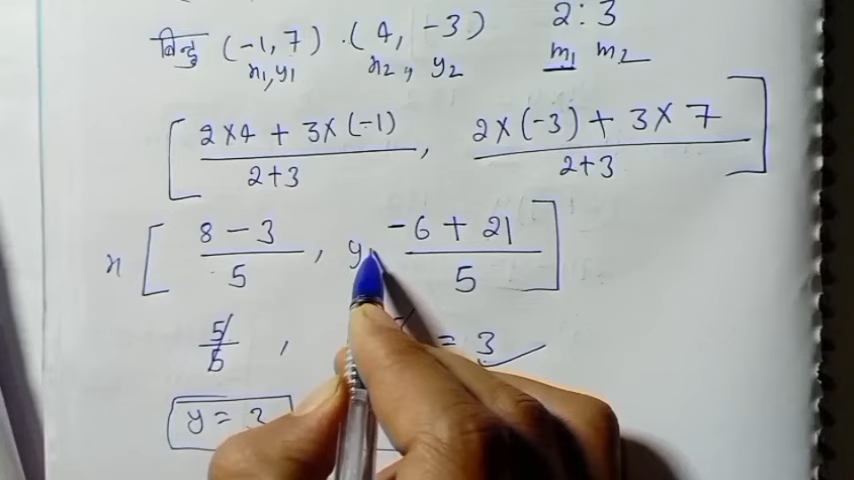 बिन्दु (-1, 7) . (4, -3) 2 : 3
x₁, y₁ x₂, y₂ m₁ m₂
[ (2×4 + 3×(-1))/(2+3) , (2×(-3) + 3×7)/(2+3) ]
x [ (8-3)/5 , y (-6+21)/5 ]
5/5 , = 3
y = 3